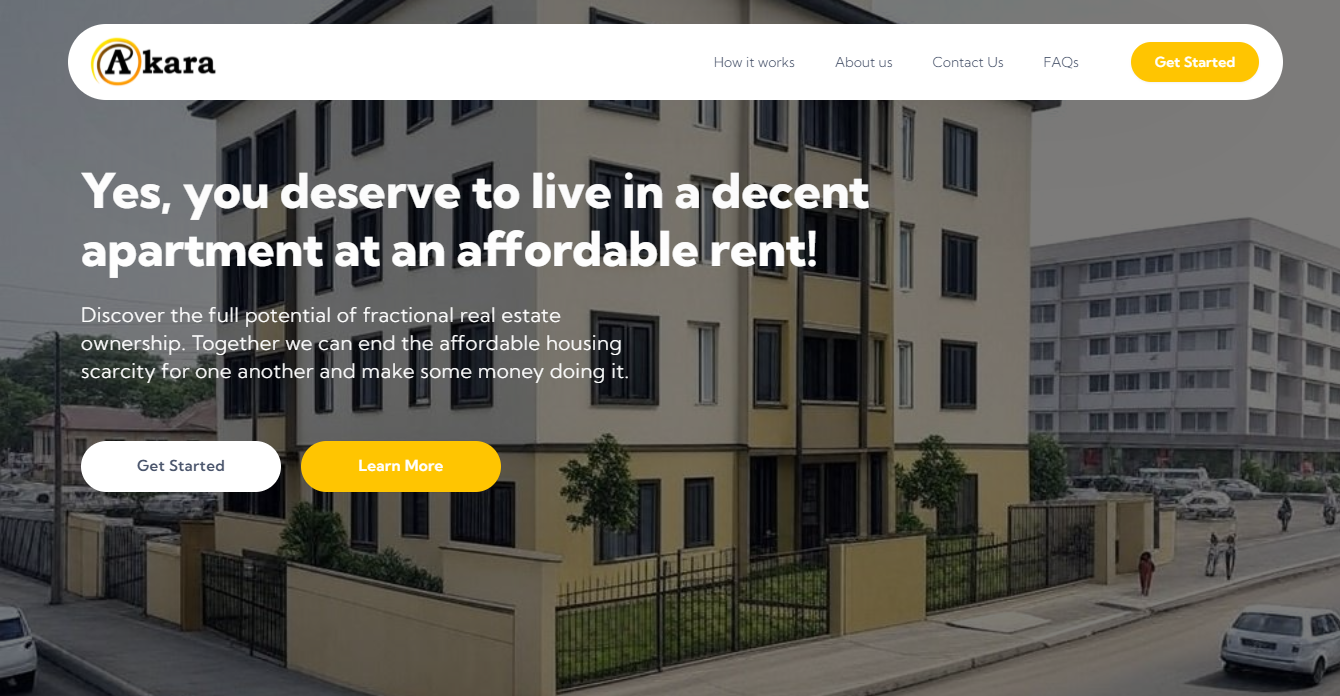 Akara
How it works
About us
Contact Us
FAQs
Get Started
Yes, you deserve to live in a decent
apartment at an affordable rent!
Discover the full potential of fractional real estate
ownership. Together we can end the affordable housing
scarcity for one another and make some money doing it.
Get Started
Learn More